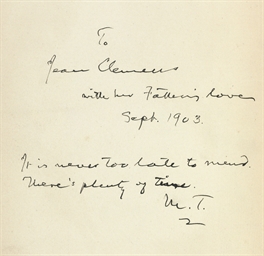 To
Jean Clemens
with her Father's love
Sept. 1903.
It is never too late to mend.
There's plenty of time.
M. T.